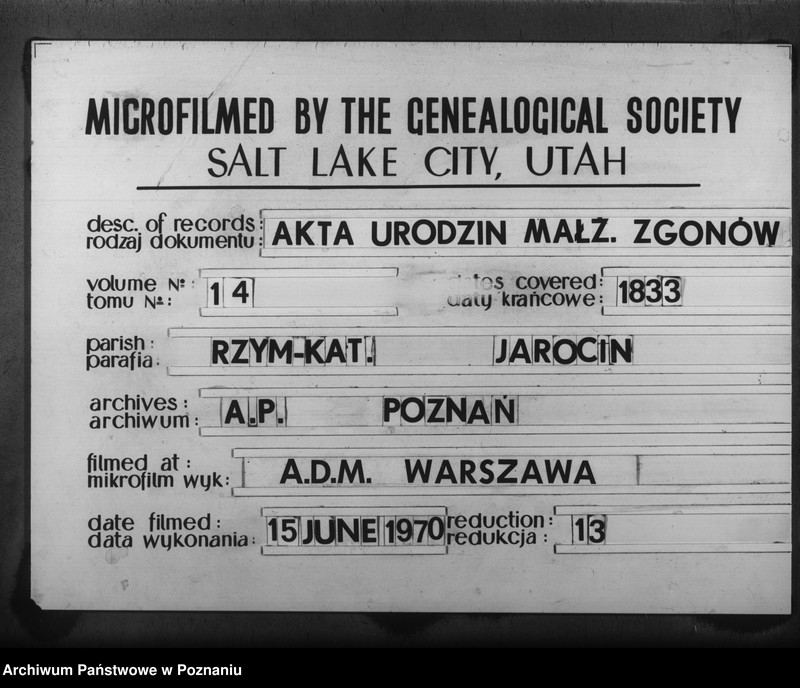 MICROFILMED BY THE GENEALOGICAL SOCIETY
SALT LAKE CITY, UTAH
desc. of records: AKTA URODZIN MAŁŻ. ZGONÓW
rodzaj dokumentu:
volume No: 14 covered: 1833
tomu No: daty krańcowe:
parish: RZYM-KAT. JAROCIN
parafia:
archives: A.P. POZNAŃ
archiwum:
filmed at: A.D.M. WARSZAWA
mikrofilm wyk:
date filmed: 15 JUNE 1970 reduction: 13
data wykonania: redukcja:
Archiwum Państwowe w Poznaniu